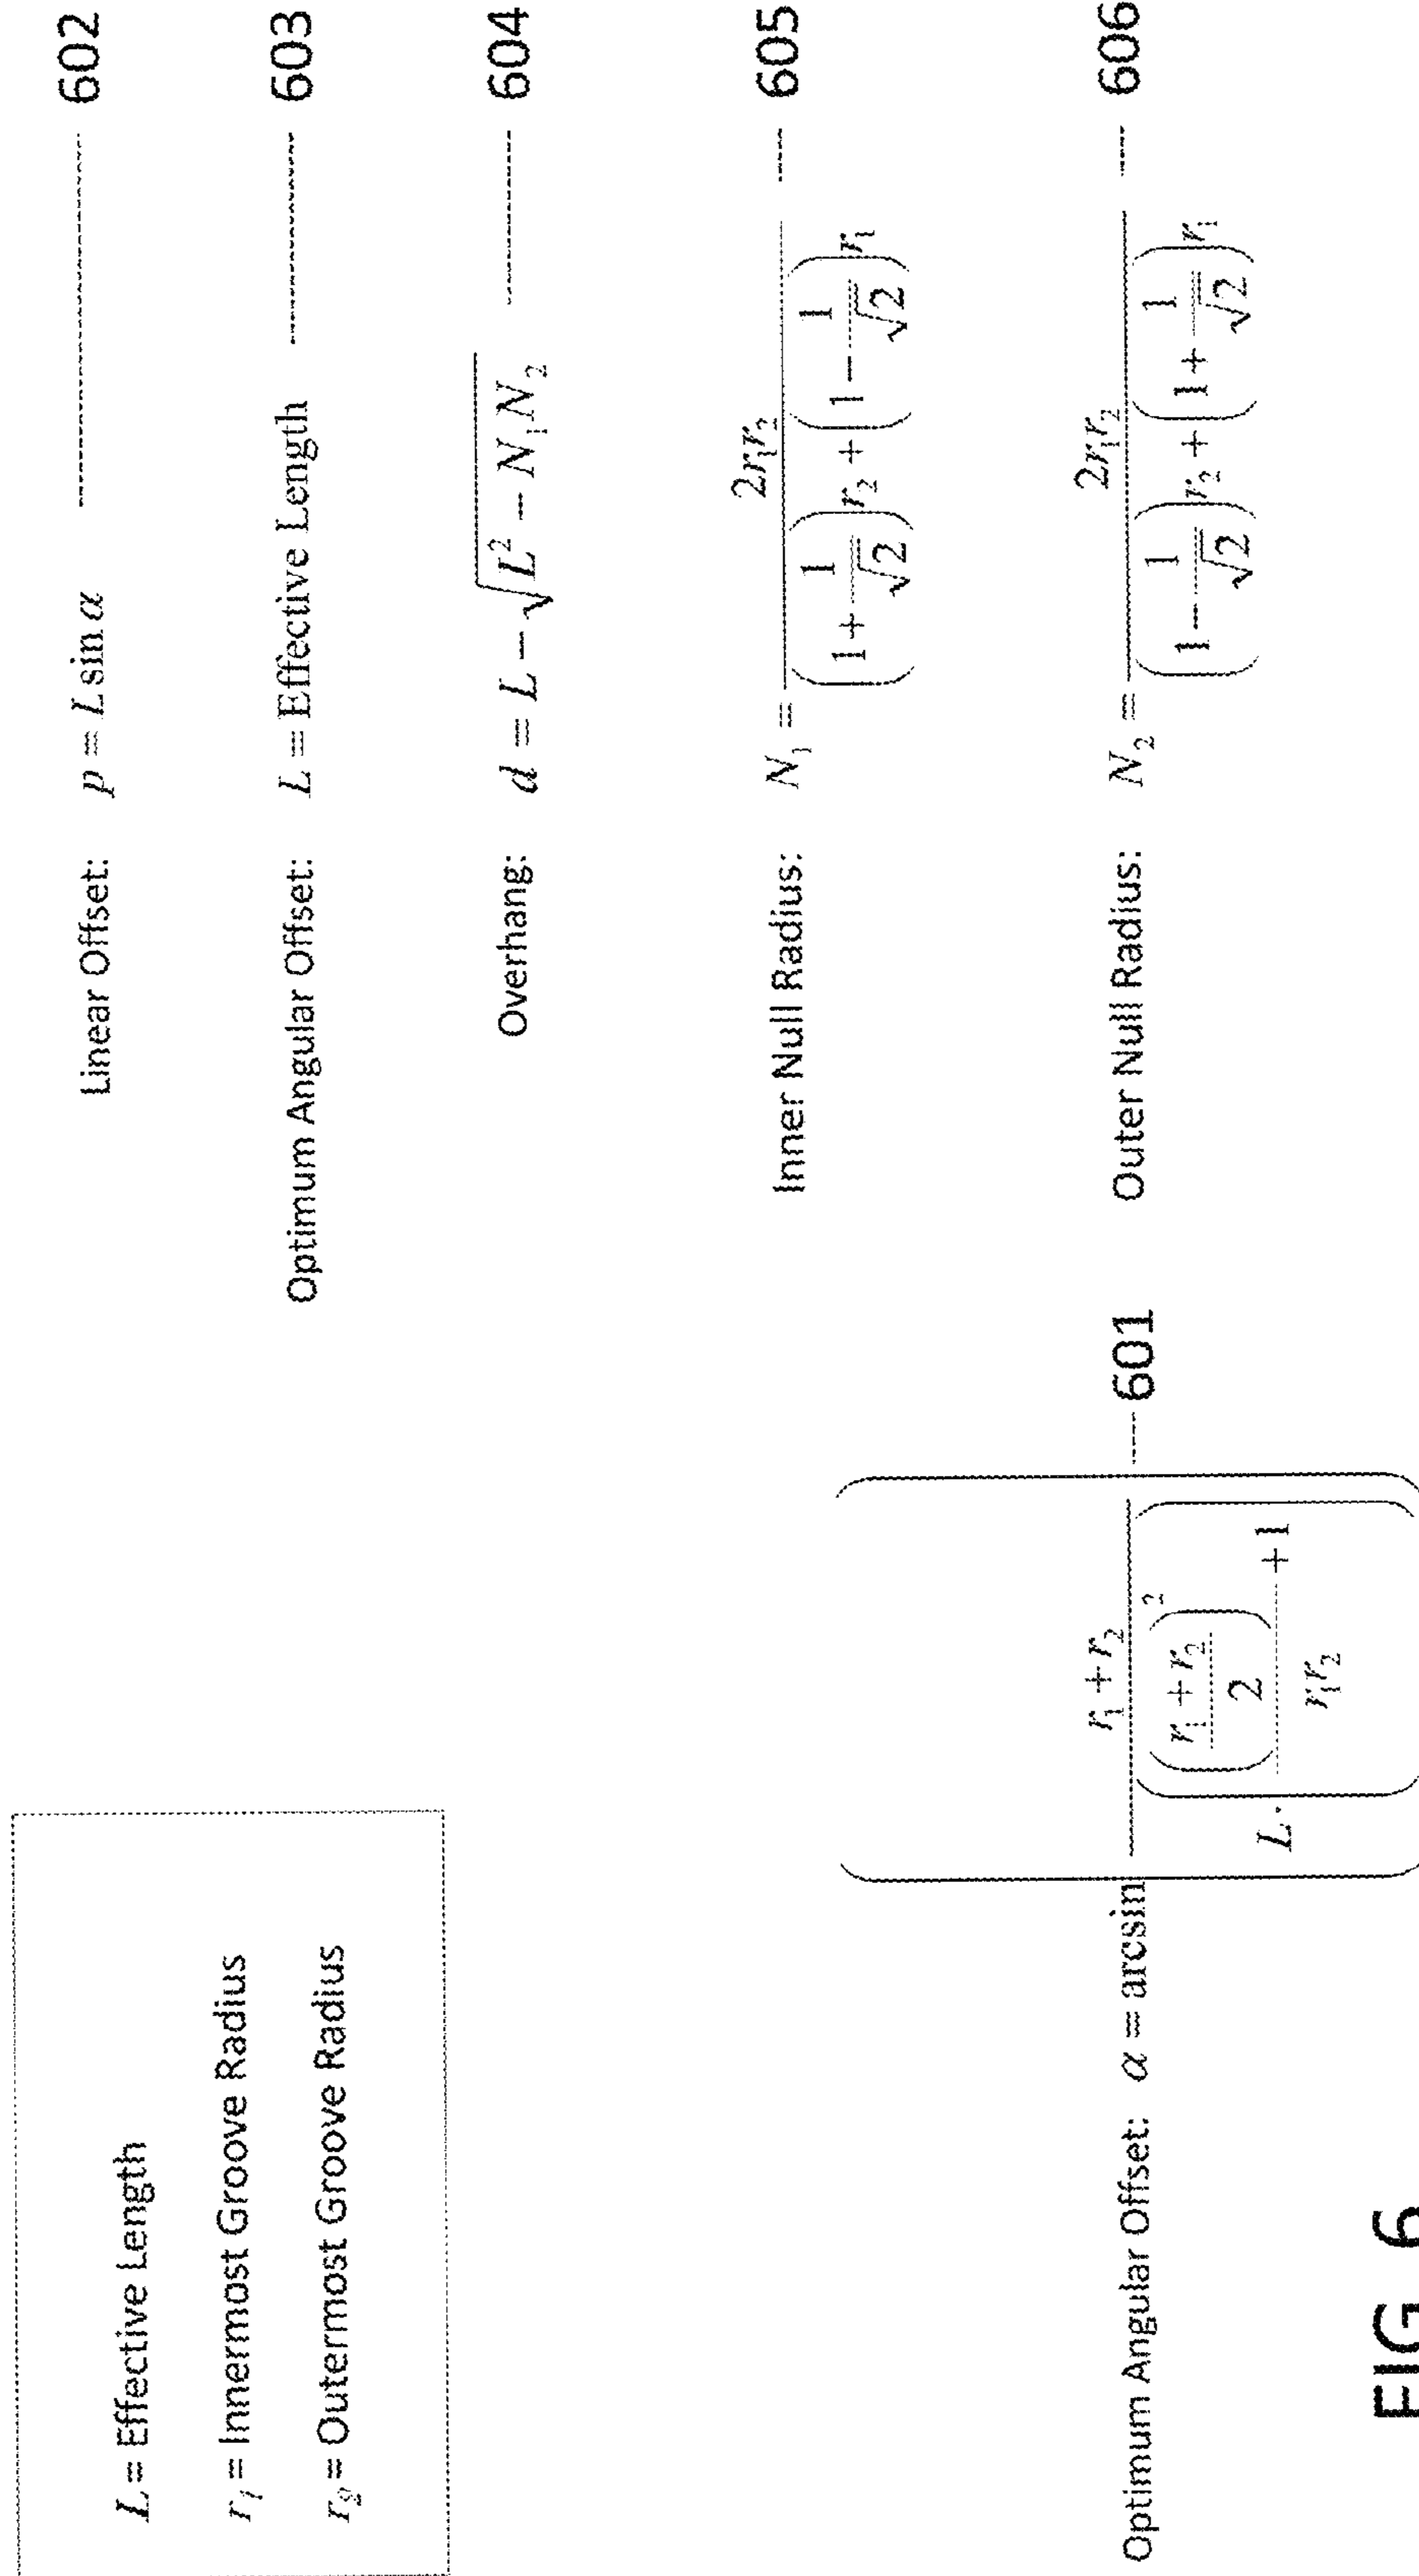 L = Effective Length
r₁ = Innermost Groove Radius
r₂ = Outermost Groove Radius
Linear Offset: p = L sin α 602
Optimum Angular Offset: L = Effective Length 603
Overhang: d = L − √(L² − N₁N₂) 604
Inner Null Radius: N₁ = 2r₁r₂ / ((1 + 1/√2) r₂ + (1 − 1/√2) r₁) 605
Optimum Angular Offset: α = arcsin( (r₁ + r₂) / (L · ( ((r₁ + r₂)/2)² / (r₁r₂) + 1 )) ) 601
Outer Null Radius: N₂ = 2r₁r₂ / ((1 − 1/√2) r₂ + (1 + 1/√2) r₁) 606
FIG. 6